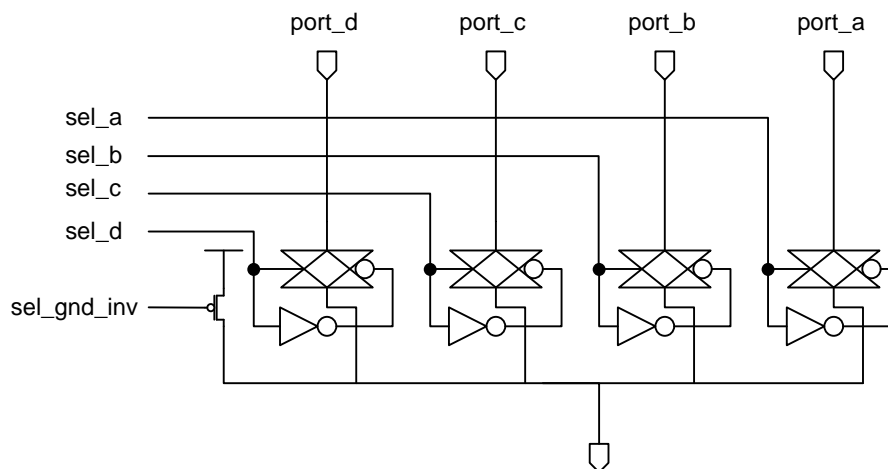 port_d
port_c
port_b
port_a
sel_a
sel_b
sel_c
sel_d
sel_gnd_inv